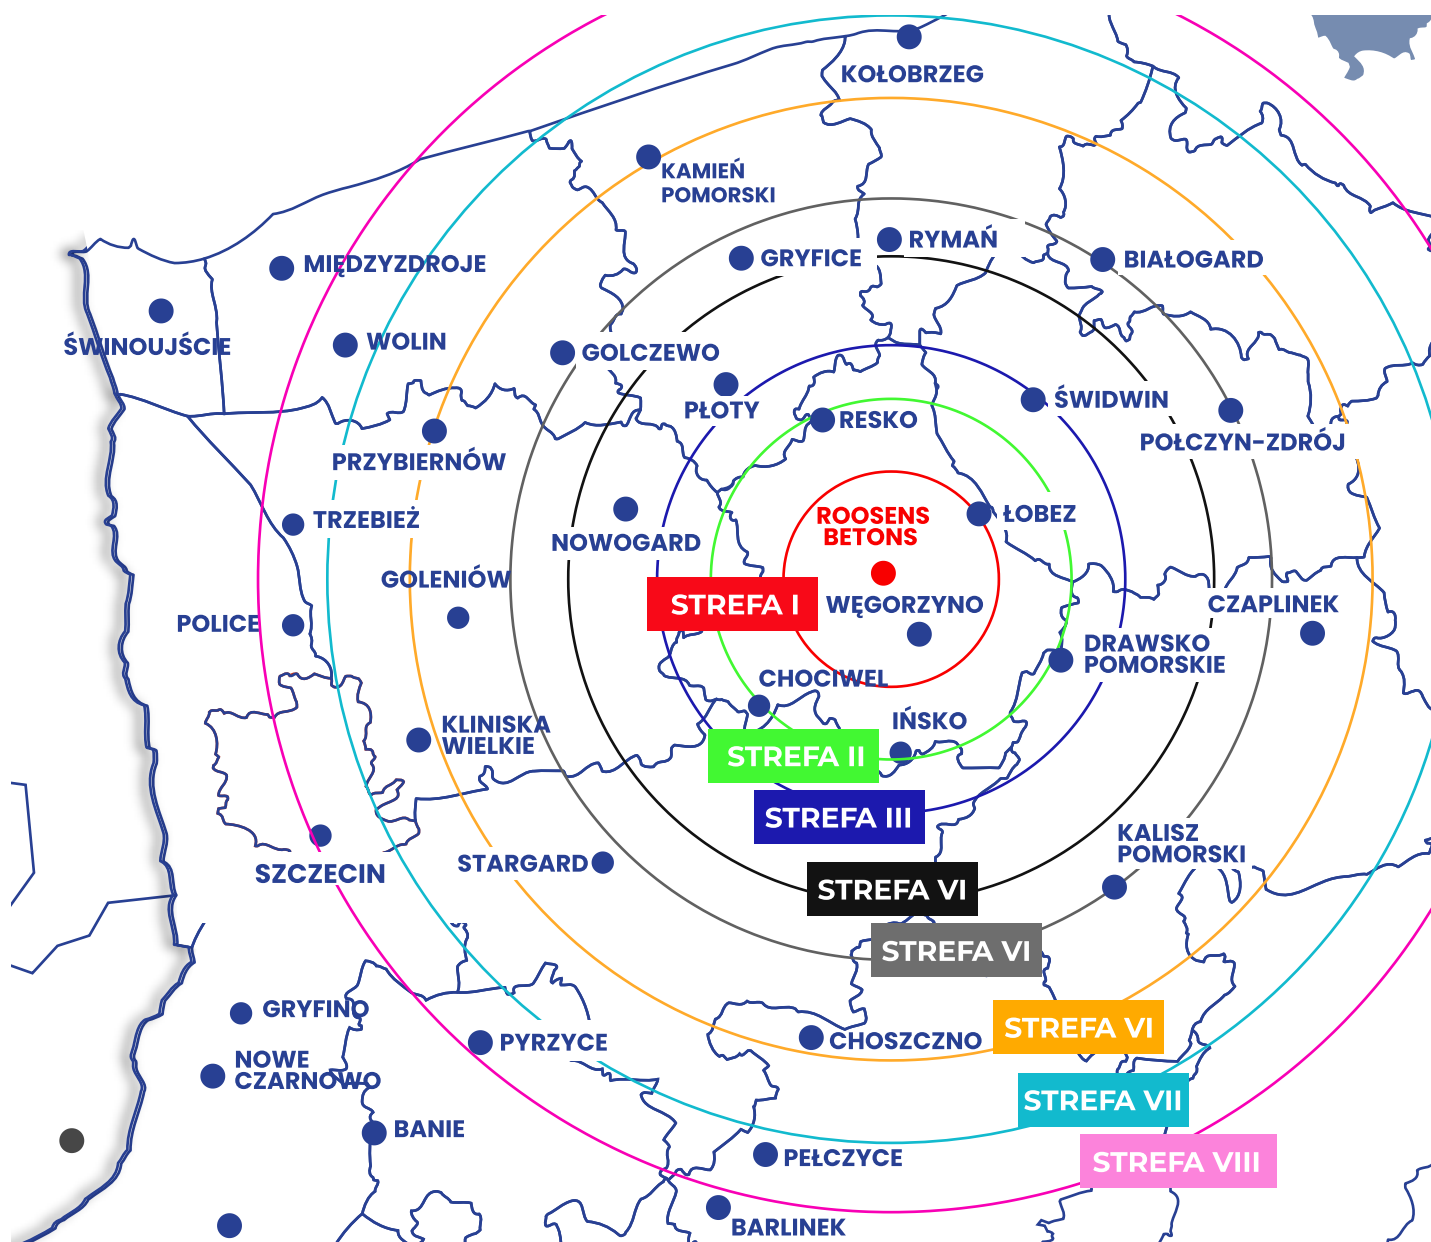 KOŁOBRZEG
KAMIEŃ
POMORSKI
RYMAŃ
GRYFICE
BIAŁOGARD
MIĘDZYZDROJE
ŚWINOUJŚCIE
WOLIN
GOLCZEWO
PŁOTY
RESKO
ŚWIDWIN
POŁCZYN-ZDRÓJ
PRZYBIERNÓW
TRZEBIEŻ
NOWOGARD
ROOSENS
BETONS
ŁOBEZ
GOLENIÓW
STREFA I
WĘGORZYNO
CZAPLINEK
POLICE
DRAWSKO
POMORSKIE
CHOCIWEL
KLINISKA
WIELKIE
IŃSKO
STREFA II
STREFA III
KALISZ
POMORSKI
SZCZECIN
STARGARD
STREFA VI
STREFA VI
GRYFINO
STREFA VI
PYRZYCE
CHOSZCZNO
NOWE
CZARNOWO
STREFA VII
BANIE
PEŁCZYCE
STREFA VIII
BARLINEK